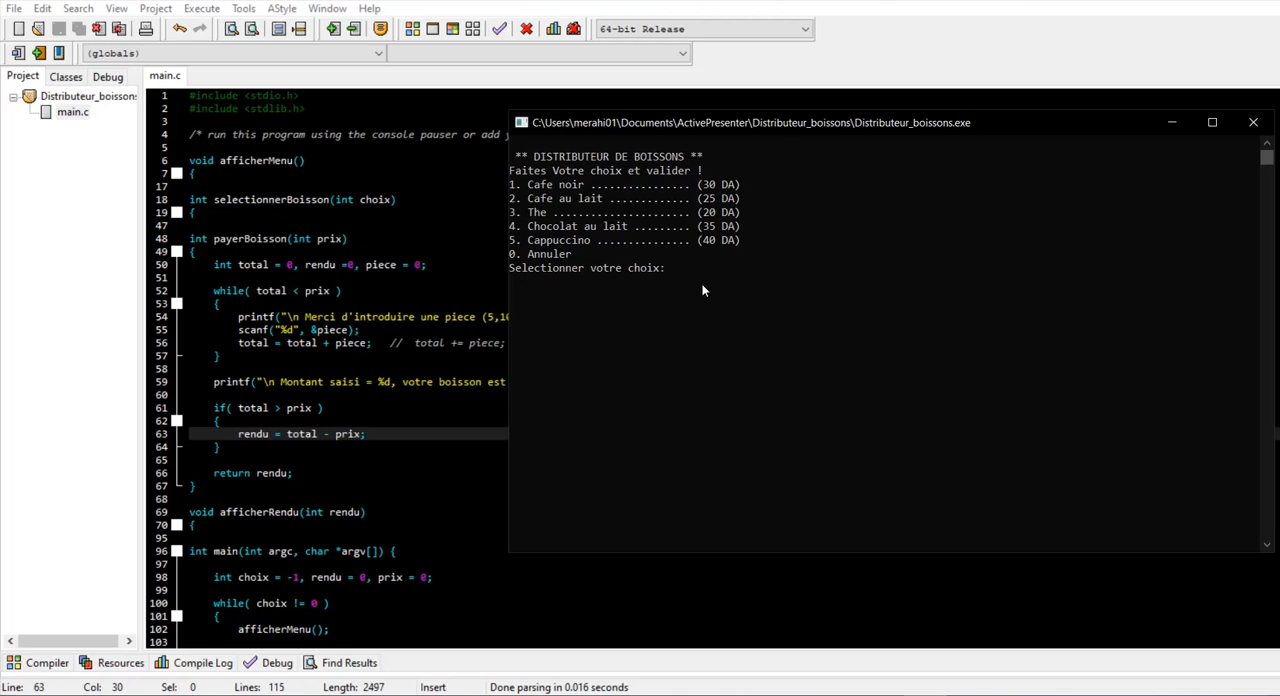 File Edit Search View Project Execute Tools AStyle Window Help
64-bit Release
(globals)
Project Classes Debug
main.c
Distributeur_boissons
main.c
1 #include <stdio.h>
2 #include <stdlib.h>
3
4 /* run this program using the console pauser or add y
5
6 void afficherMenu()
7 {
17
18 int selectionnerBoisson(int choix)
19 {
47
48 int payerBoisson(int prix)
49 {
50 int total = 0, rendu =0, piece = 0;
51
52 while( total < prix )
53 {
54 printf("\n Merci d'introduire une piece (5,10
55 scanf("%d", &piece);
56 total = total + piece; // total += piece;
57 }
58
59 printf("\n Montant saisi = %d, votre boisson est
60
61 if( total > prix )
62 {
63 rendu = total - prix;
64 }
65
66 return rendu;
67 }
68
69 void afficherRendu(int rendu)
70 {
95
96 int main(int argc, char *argv[]) {
97
98 int choix = -1, rendu = 0, prix = 0;
99
100 while( choix != 0 )
101 {
102 afficherMenu();
103
C:\Users\merahi01\Documents\ActivePresenter\Distributeur_boissons\Distributeur_boissons.exe
** DISTRIBUTEUR DE BOISSONS **
Faites Votre choix et valider !
1. Cafe noir ................ (30 DA)
2. Cafe au lait ............. (25 DA)
3. The ...................... (20 DA)
4. Chocolat au lait ......... (35 DA)
5. Cappuccino ............... (40 DA)
0. Annuler
Selectionner votre choix:
Compiler Resources Compile Log Debug Find Results
Line: 63 Col: 30 Sel: 0 Lines: 115 Length: 2497 Insert Done parsing in 0.016 seconds